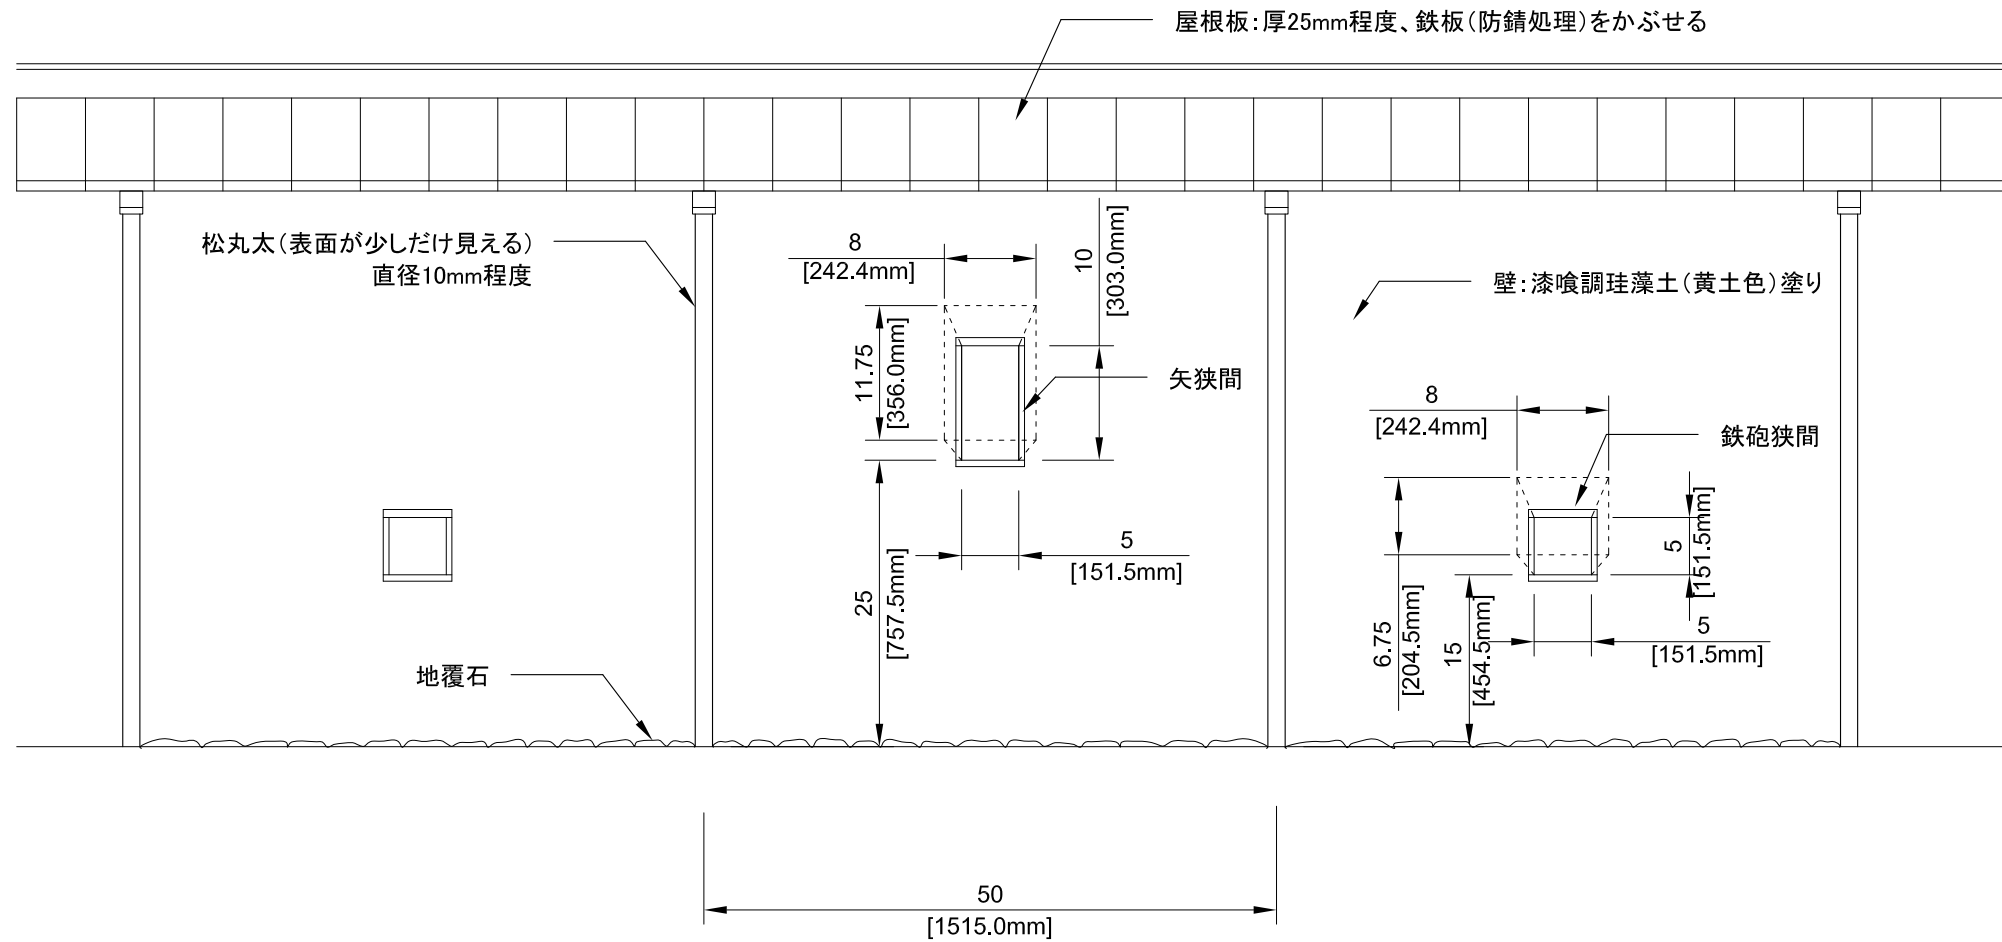 屋根板：厚25mm程度、鉄板（防錆処理）をかぶせる
松丸太（表面が少しだけ見える）
直径10mm程度
8
[242.4mm]
10
[303.0mm]
壁：漆喰調珪藻土（黄土色）塗り
11.75
[356.0mm]
矢狭間
8
[242.4mm]
鉄砲狭間
5
[151.5mm]
25
[757.5mm]
5
[151.5mm]
6.75
[204.5mm]
15
[454.5mm]
5
[151.5mm]
地覆石
50
[1515.0mm]